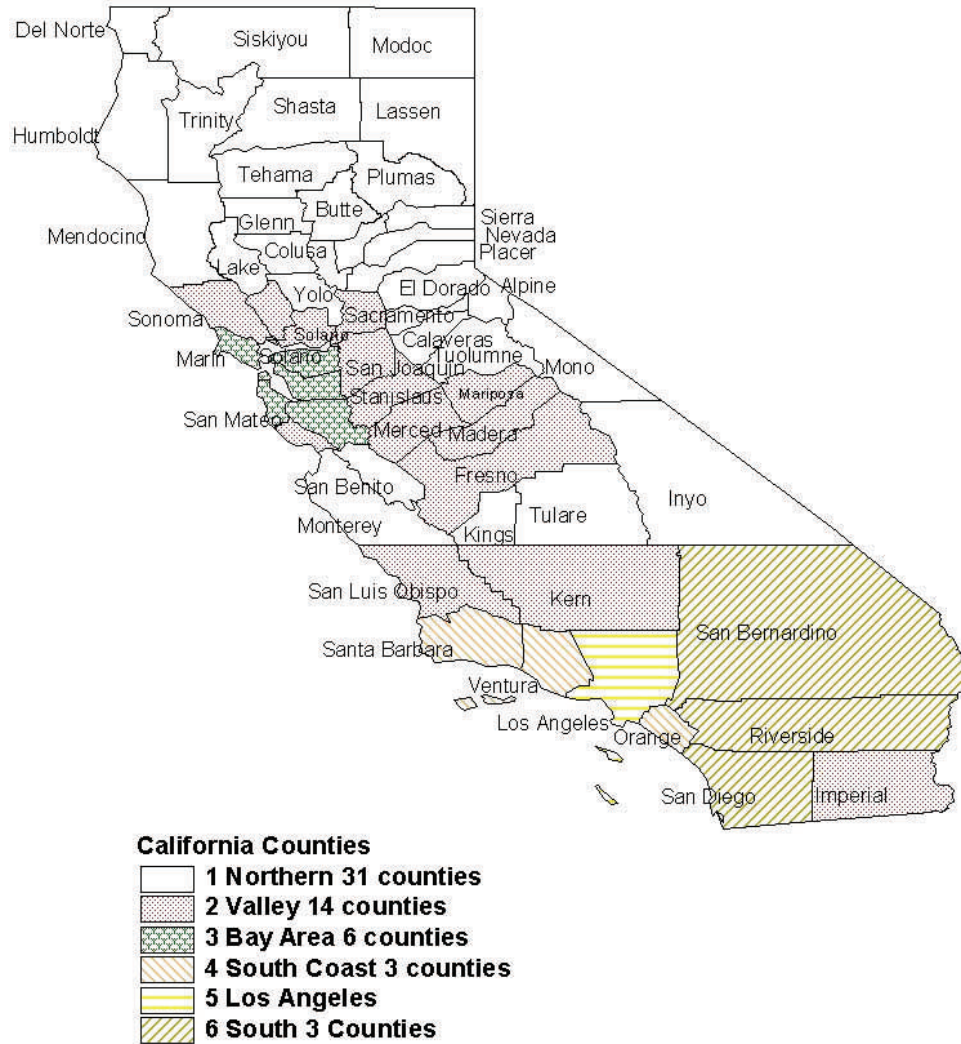 Del Norte
Siskiyou
Modoc
Shasta
Lassen
Trinity
Humboldt
Tehama
Plumas
Butte
Glenn
Sierra
Nevada
Mendocino
Colusa
Placer
Lake
Yolo
El Dorado
Alpine
Sonoma
Sacramento
Solano
Calaveras
Marin
Solano
Tuolumne
San Joaquin
Mono
Stanislaus
Mariposa
San Mateo
Merced
Madera
Fresno
San Benito
Inyo
Monterey
Kings
Tulare
San Luis Obispo
Kern
San Bernardino
Santa Barbara
Ventura
Los Angeles
Orange
Riverside
San Diego
Imperial
California Counties
1 Northern 31 counties
2 Valley 14 counties
3 Bay Area 6 counties
4 South Coast 3 counties
5 Los Angeles
6 South 3 Counties